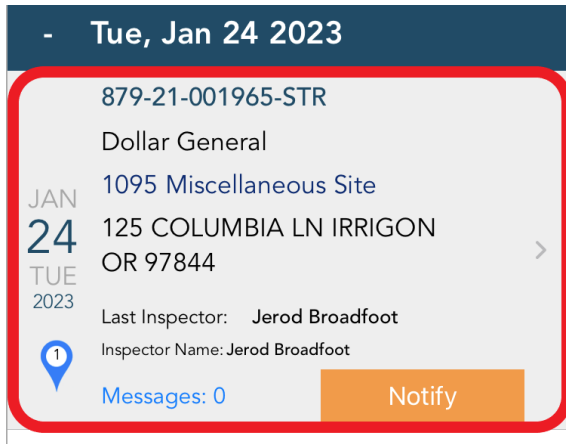 - Tue, Jan 24 2023
879-21-001965-STR
Dollar General
1095 Miscellaneous Site
JAN
24
TUE
2023
125 COLUMBIA LN IRRIGON
OR 97844
Last Inspector: Jerod Broadfoot
Inspector Name: Jerod Broadfoot
1
Messages: 0
Notify